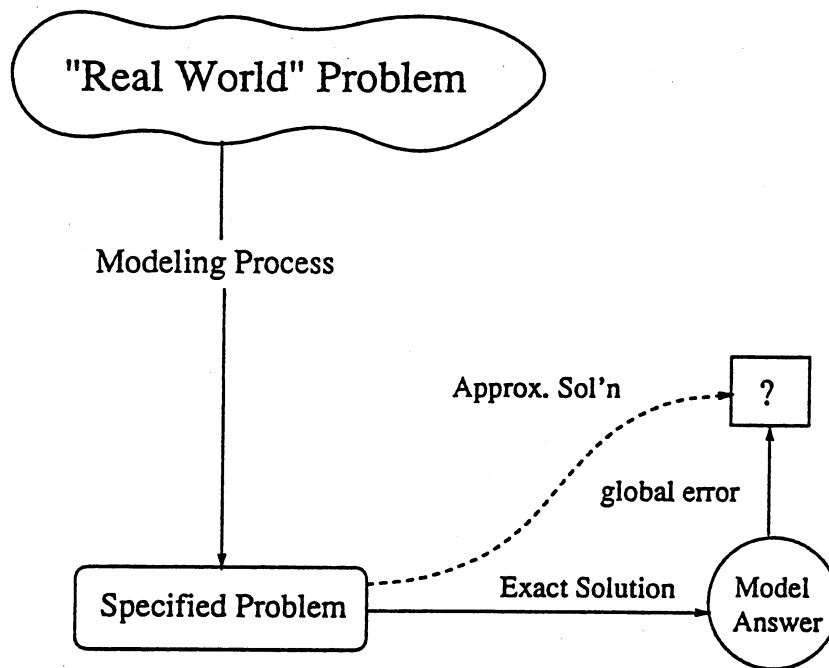 "Real World" Problem
Modeling Process
Approx. Sol'n
?
global error
Specified Problem
Exact Solution
Model
Answer